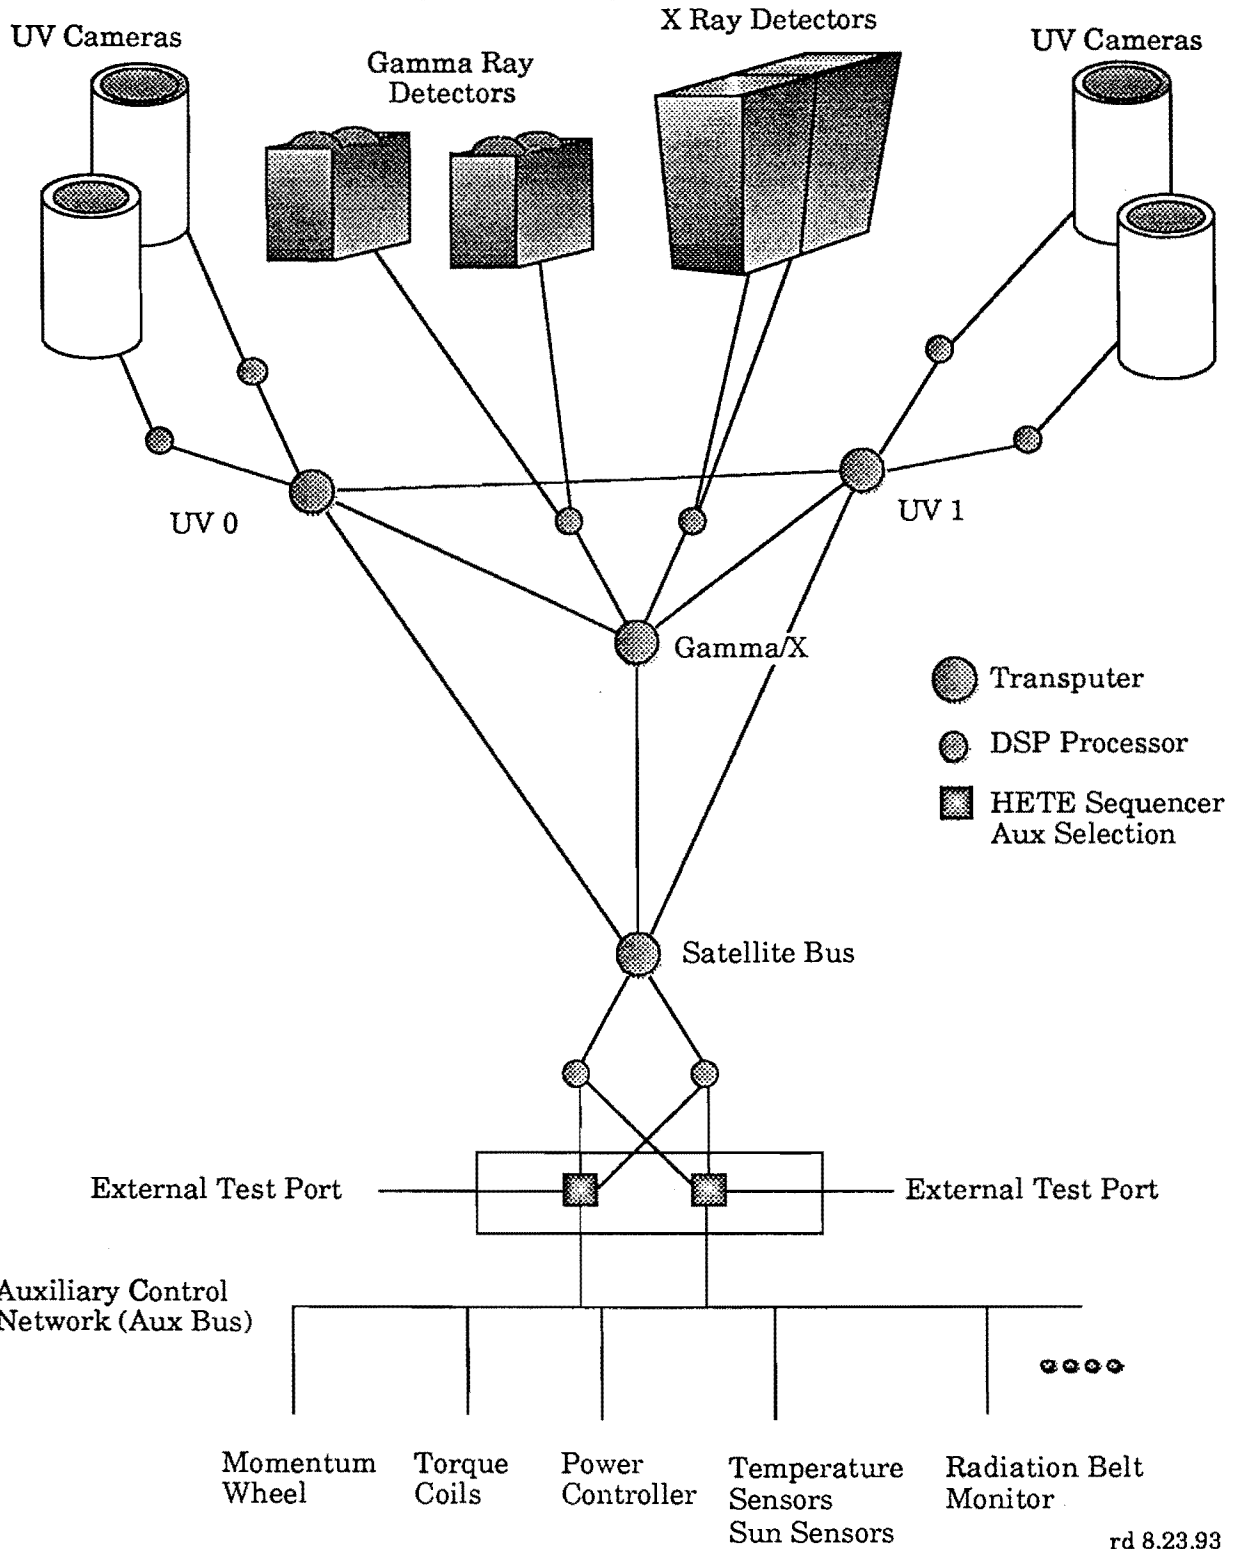 X Ray Detectors
UV Cameras
UV Cameras
Gamma Ray
Detectors
UV 0
UV 1
Gamma/X
Transputer
DSP Processor
HETE Sequencer
Aux Selection
Satellite Bus
External Test Port
External Test Port
Auxiliary Control
Network (Aux Bus)
Momentum
Wheel
Torque
Coils
Power
Controller
Temperature
Sensors
Sun Sensors
Radiation Belt
Monitor
rd 8.23.93